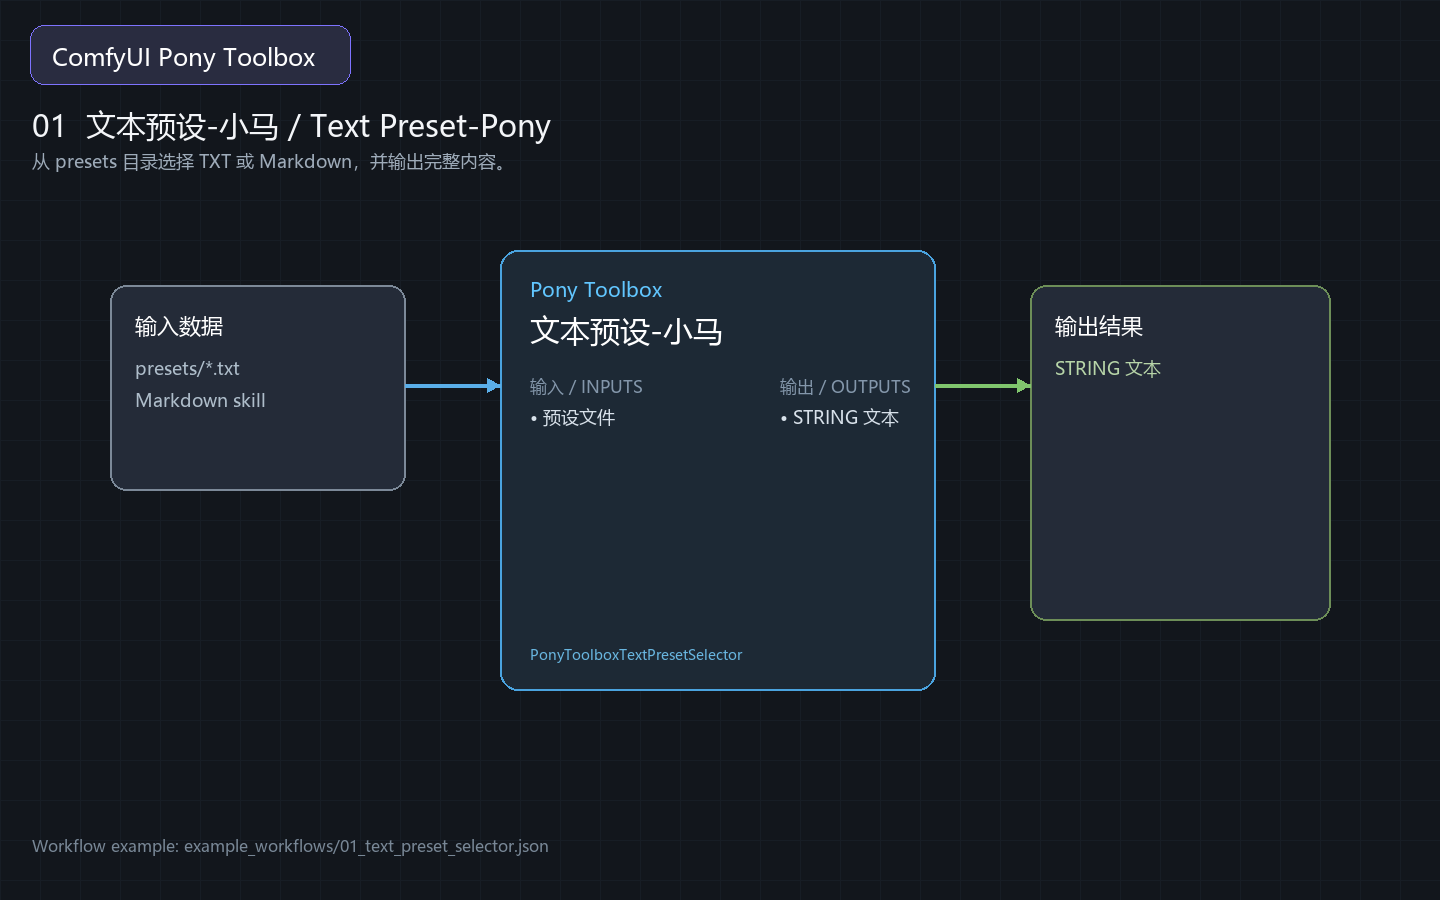 ComfyUI Pony Toolbox
01 文本预设-小马 / Text Preset-Pony
从 presets 目录选择 TXT 或 Markdown，并输出完整内容。
输入数据
presets/*.txt
Markdown skill
Pony Toolbox
文本预设-小马
输入 / INPUTS
• 预设文件
输出 / OUTPUTS
• STRING 文本
PonyToolboxTextPresetSelector
输出结果
STRING 文本
Workflow example: example_workflows/01_text_preset_selector.json